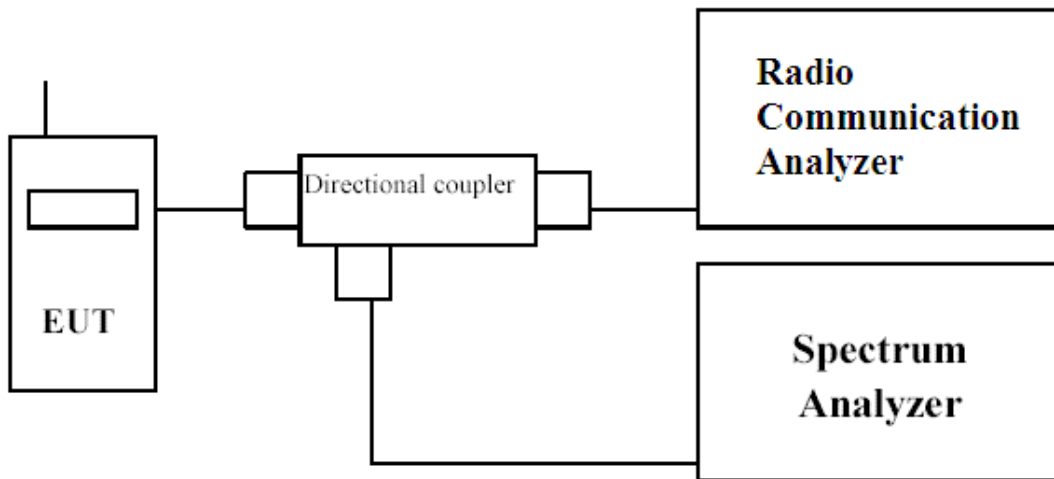 Radio
Communication
Analyzer
Directional coupler
EUT
Spectrum
Analyzer